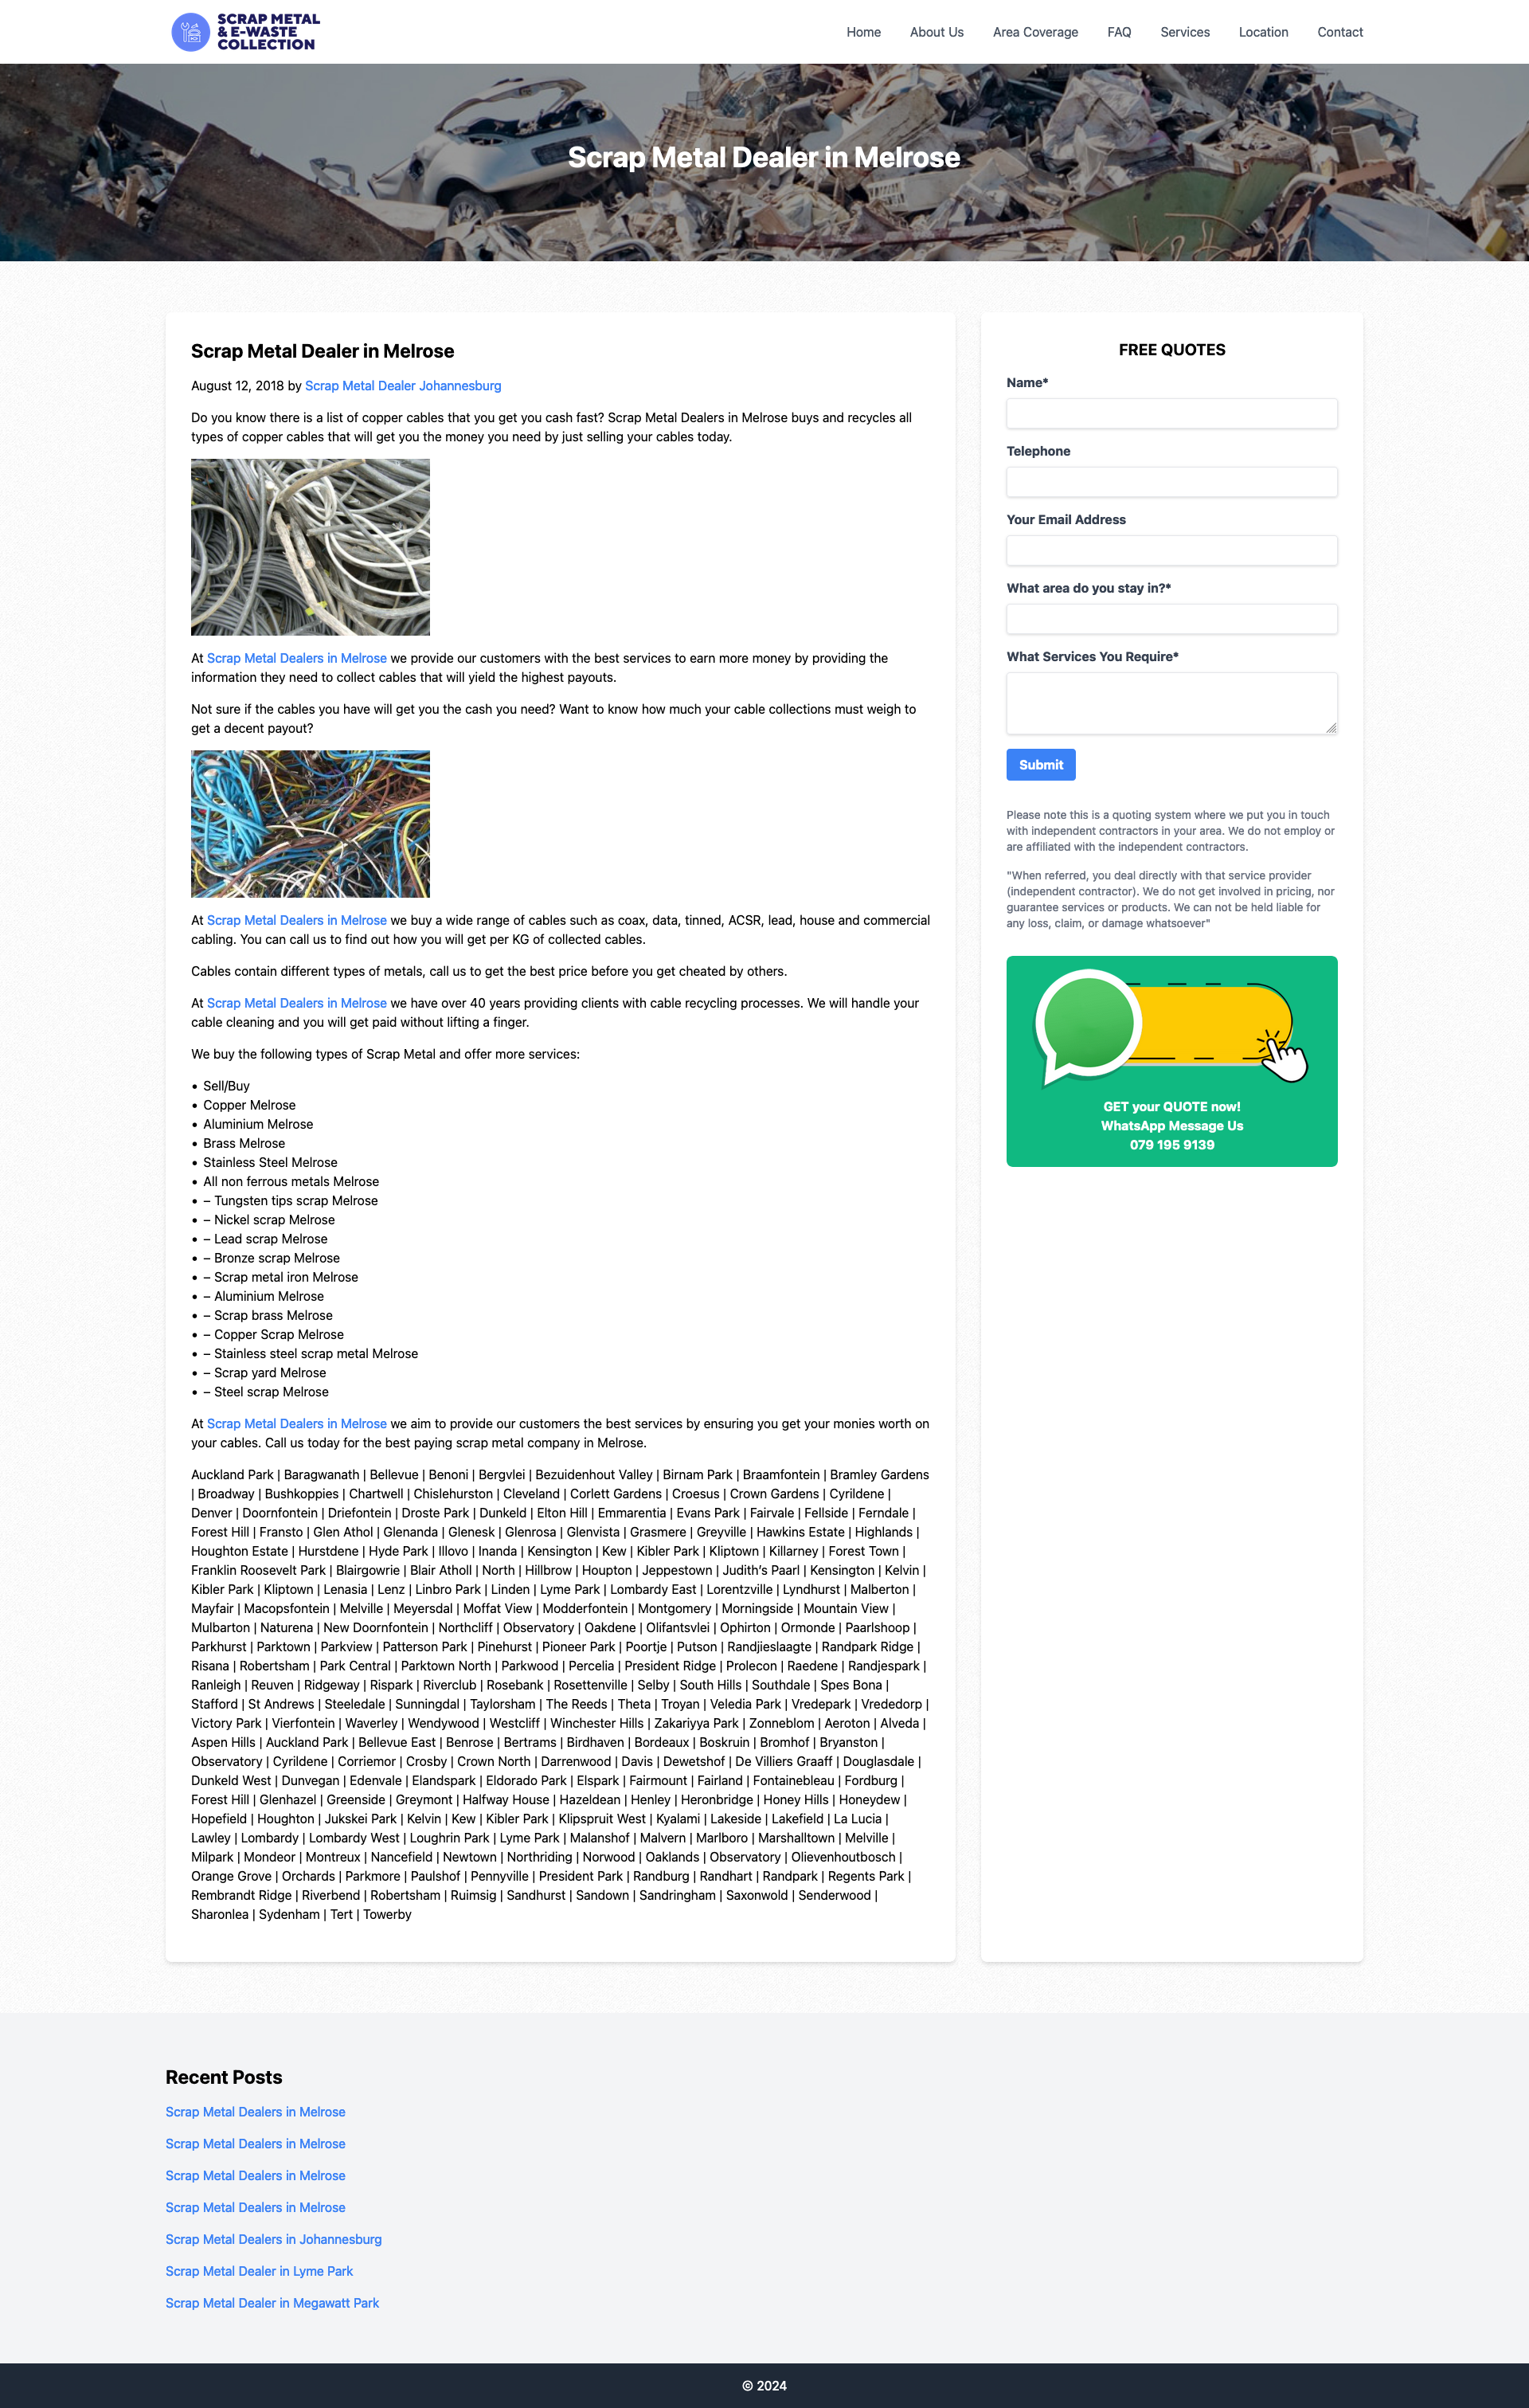 SCRAP METAL
& E-WASTE
COLLECTION
Home About Us Area Coverage FAQ Services Location Contact
Scrap Metal Dealer in Melrose
Scrap Metal Dealer in Melrose
August 12, 2018 by Scrap Metal Dealer Johannesburg
Do you know there is a list of copper cables that you get you cash fast? Scrap Metal Dealers in Melrose buys and recycles all
types of copper cables that will get you the money you need by just selling your cables today.
At Scrap Metal Dealers in Melrose we provide our customers with the best services to earn more money by providing the
information they need to collect cables that will yield the highest payouts.
Not sure if the cables you have will get you the cash you need? Want to know how much your cable collections must weigh to
get a decent payout?
At Scrap Metal Dealers in Melrose we buy a wide range of cables such as coax, data, tinned, ACSR, lead, house and commercial
cabling. You can call us to find out how you will get per KG of collected cables.
Cables contain different types of metals, call us to get the best price before you get cheated by others.
At Scrap Metal Dealers in Melrose we have over 40 years providing clients with cable recycling processes. We will handle your
cable cleaning and you will get paid without lifting a finger.
We buy the following types of Scrap Metal and offer more services:
• Sell/Buy
• Copper Melrose
• Aluminium Melrose
• Brass Melrose
• Stainless Steel Melrose
• All non ferrous metals Melrose
• – Tungsten tips scrap Melrose
• – Nickel scrap Melrose
• – Lead scrap Melrose
• – Bronze scrap Melrose
• – Scrap metal iron Melrose
• – Aluminium Melrose
• – Scrap brass Melrose
• – Copper Scrap Melrose
• – Stainless steel scrap metal Melrose
• – Scrap yard Melrose
• – Steel scrap Melrose
At Scrap Metal Dealers in Melrose we aim to provide our customers the best services by ensuring you get your monies worth on
your cables. Call us today for the best paying scrap metal company in Melrose.
Auckland Park | Baragwanath | Bellevue | Benoni | Bergvlei | Bezuidenhout Valley | Birnam Park | Braamfontein | Bramley Gardens
| Broadway | Bushkoppies | Chartwell | Chislehurston | Cleveland | Corlett Gardens | Croesus | Crown Gardens | Cyrildene |
Denver | Doornfontein | Driefontein | Droste Park | Dunkeld | Elton Hill | Emmarentia | Evans Park | Fairvale | Fellside | Ferndale |
Forest Hill | Fransto | Glen Athol | Glenanda | Glenesk | Glenrosa | Glenvista | Grasmere | Greyville | Hawkins Estate | Highlands |
Houghton Estate | Hurstdene | Hyde Park | Illovo | Inanda | Kensington | Kew | Kibler Park | Kliptown | Killarney | Forest Town |
Franklin Roosevelt Park | Blairgowrie | Blair Atholl | North | Hillbrow | Houpton | Jeppestown | Judith’s Paarl | Kensington | Kelvin |
Kibler Park | Kliptown | Lenasia | Lenz | Linbro Park | Linden | Lyme Park | Lombardy East | Lorentzville | Lyndhurst | Malberton |
Mayfair | Macopsfontein | Melville | Meyersdal | Moffat View | Modderfontein | Montgomery | Morningside | Mountain View |
Mulbarton | Naturena | New Doornfontein | Northcliff | Observatory | Oakdene | Olifantsvlei | Ophirton | Ormonde | Paarlshoop |
Parkhurst | Parktown | Parkview | Patterson Park | Pinehurst | Pioneer Park | Poortje | Putson | Randjieslaagte | Randpark Ridge |
Risana | Robertsham | Park Central | Parktown North | Parkwood | Percelia | President Ridge | Prolecon | Raedene | Randjespark |
Ranleigh | Reuven | Ridgeway | Rispark | Riverclub | Rosebank | Rosettenville | Selby | South Hills | Southdale | Spes Bona |
Stafford | St Andrews | Steeledale | Sunningdal | Taylorsham | The Reeds | Theta | Troyan | Veledia Park | Vredepark | Vrededorp |
Victory Park | Vierfontein | Waverley | Wendywood | Westcliff | Winchester Hills | Zakariyya Park | Zonneblom | Aeroton | Alveda |
Aspen Hills | Auckland Park | Bellevue East | Benrose | Bertrams | Birdhaven | Bordeaux | Boskruin | Bromhof | Bryanston |
Observatory | Cyrildene | Corriemor | Crosby | Crown North | Darrenwood | Davis | Dewetshof | De Villiers Graaff | Douglasdale |
Dunkeld West | Dunvegan | Edenvale | Elandspark | Eldorado Park | Elspark | Fairmount | Fairland | Fontainebleau | Fordburg |
Forest Hill | Glenhazel | Greenside | Greymont | Halfway House | Hazeldean | Henley | Heronbridge | Honey Hills | Honeydew |
Hopefield | Houghton | Jukskei Park | Kelvin | Kew | Kibler Park | Klipspruit West | Kyalami | Lakeside | Lakefield | La Lucia |
Lawley | Lombardy | Lombardy West | Loughrin Park | Lyme Park | Malanshof | Malvern | Marlboro | Marshalltown | Melville |
Milpark | Mondeor | Montreux | Nancefield | Newtown | Northriding | Norwood | Oaklands | Observatory | Olievenhoutbosch |
Orange Grove | Orchards | Parkmore | Paulshof | Pennyville | President Park | Randburg | Randhart | Randpark | Regents Park |
Rembrandt Ridge | Riverbend | Robertsham | Ruimsig | Sandhurst | Sandown | Sandringham | Saxonwold | Senderwood |
Sharonlea | Sydenham | Tert | Towerby
FREE QUOTES
Name*
Telephone
Your Email Address
What area do you stay in?*
What Services You Require*
Submit
Please note this is a quoting system where we put you in touch
with independent contractors in your area. We do not employ or
are affiliated with the independent contractors.
"When referred, you deal directly with that service provider
(independent contractor). We do not get involved in pricing, nor
guarantee services or products. We can not be held liable for
any loss, claim, or damage whatsoever"
GET your QUOTE now!
WhatsApp Message Us
079 195 9139
Recent Posts
Scrap Metal Dealers in Melrose
Scrap Metal Dealers in Melrose
Scrap Metal Dealers in Melrose
Scrap Metal Dealers in Melrose
Scrap Metal Dealers in Johannesburg
Scrap Metal Dealer in Lyme Park
Scrap Metal Dealer in Megawatt Park
© 2024